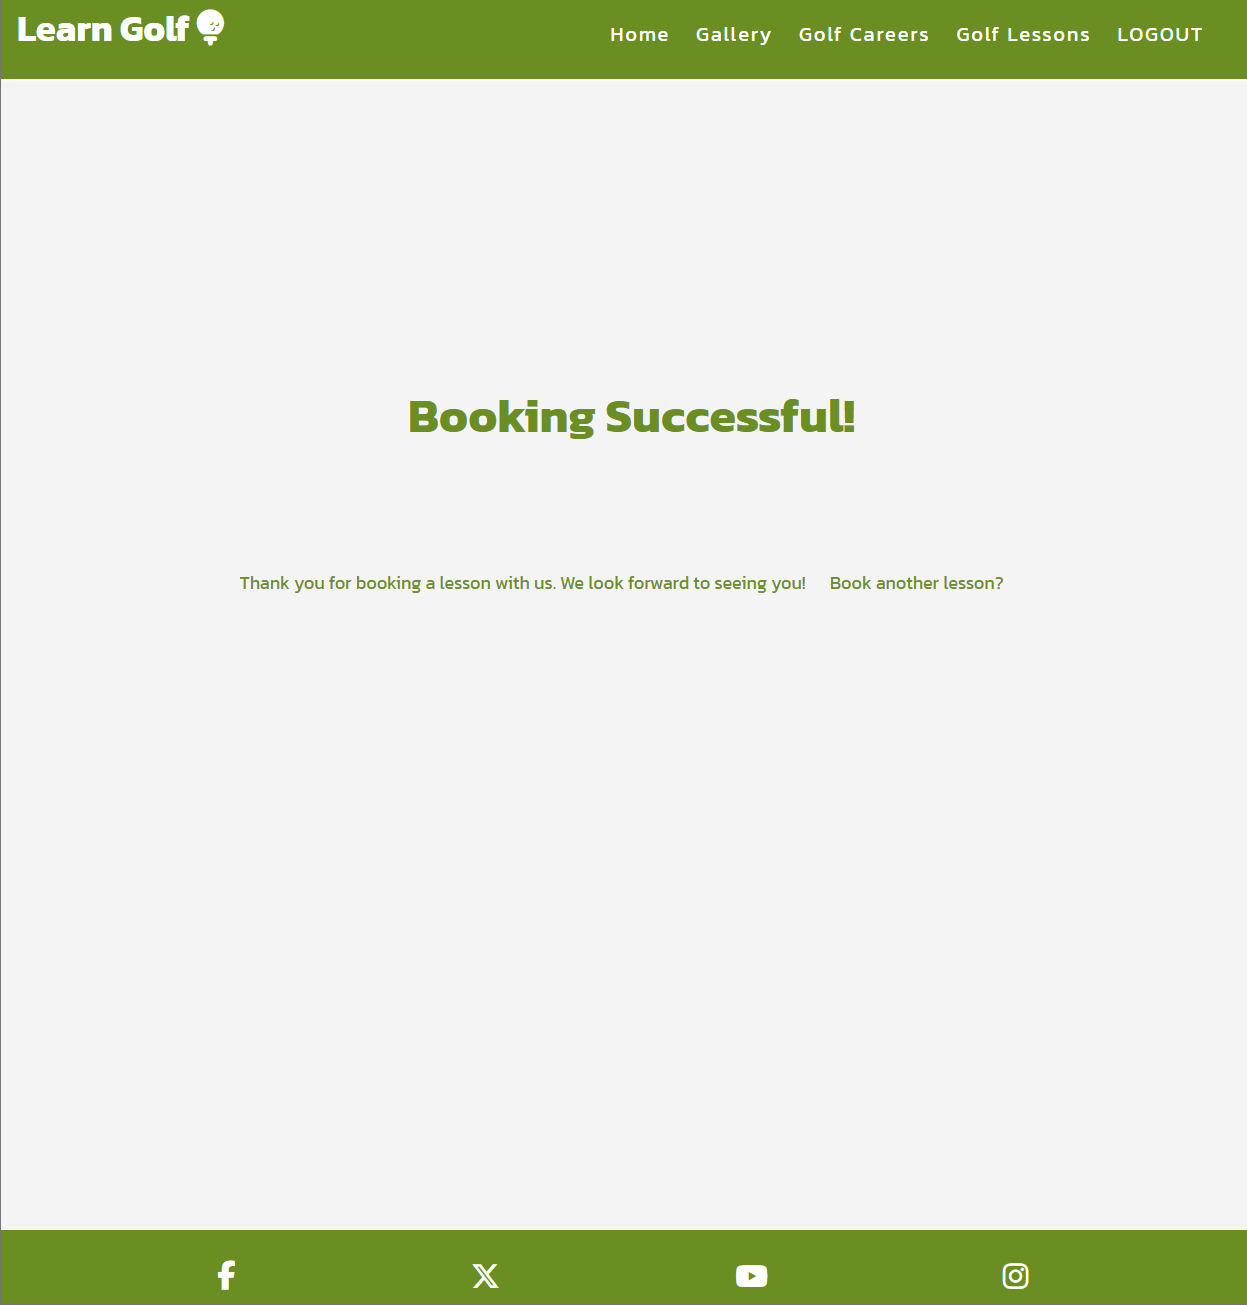 Learn Golf
Home Gallery Golf Careers Golf Lessons LOGOUT
Booking Successful!
Thank you for booking a lesson with us. We look forward to seeing you! Book another lesson?